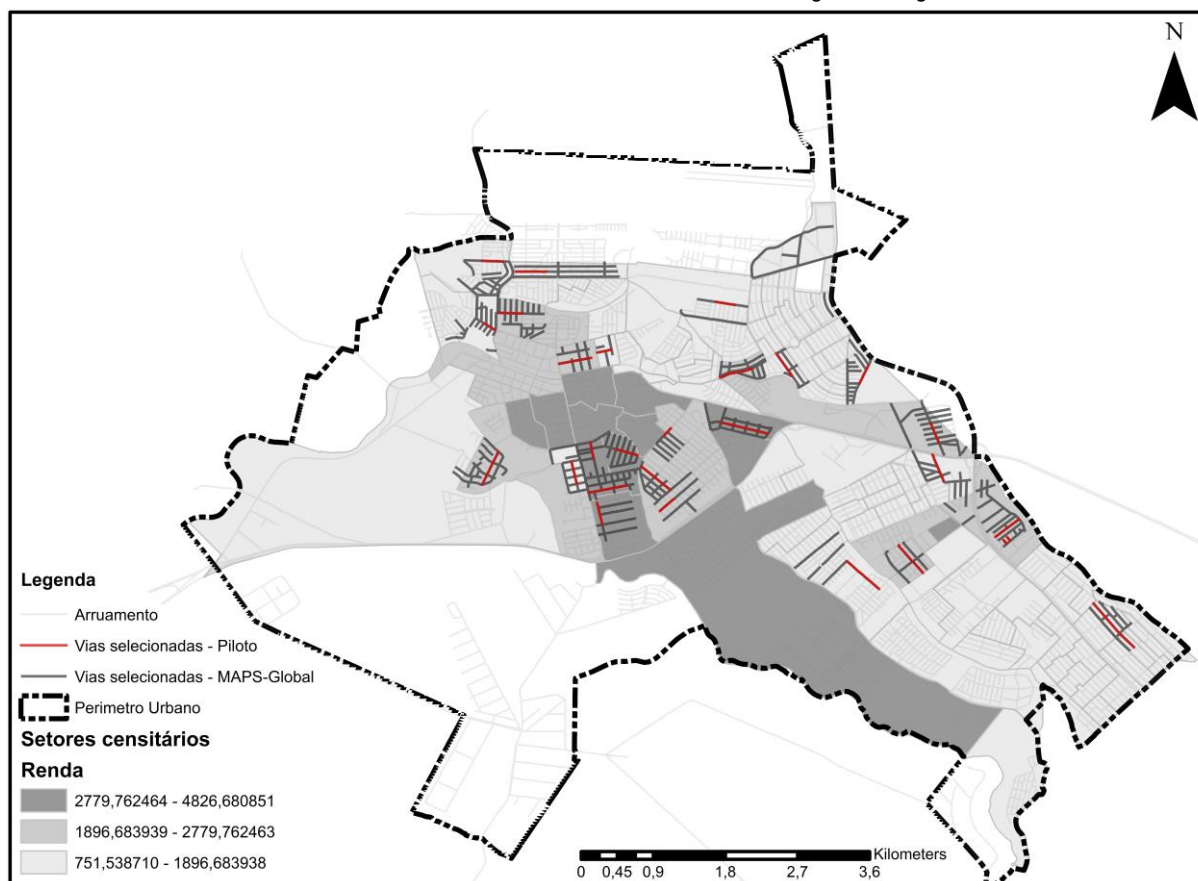 N
Legenda
Arruamento
Vias selecionadas - Piloto
Vias selecionadas - MAPS-Global
Perimetro Urbano
Setores censitários
Renda
2779,762464 - 4826,680851
1896,683939 - 2779,762463
751,538710 - 1896,683938
Kilometers
0 0,45 0,9 1,8 2,7 3,6